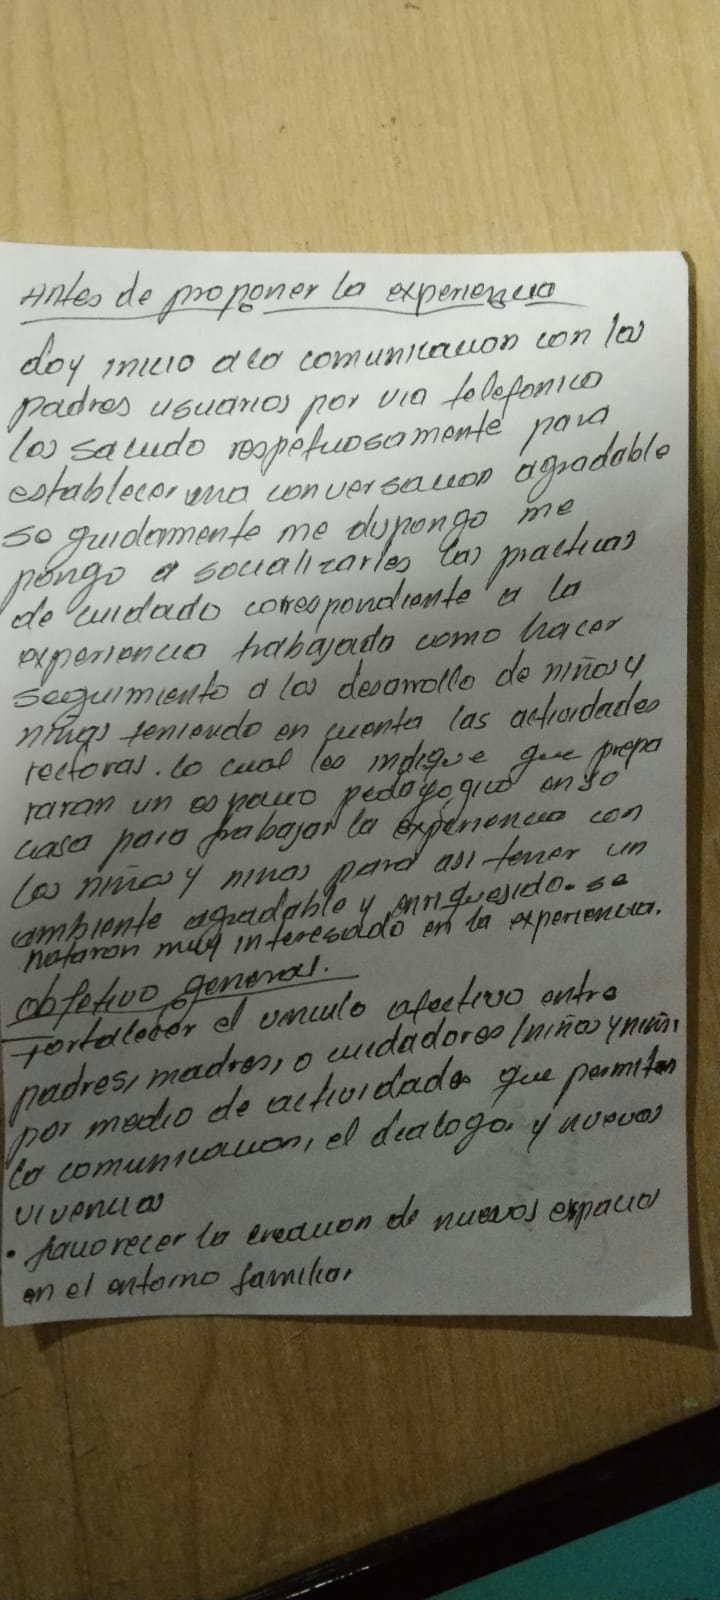 Antes de proponer la experiencia
doy inicio a la comunicacion con los
padres usuarios por via telefonico
los saludo respetuosamente para
establecer una conversacion agradable
seguidamente me dispongo me
pongo a socializarles las practicas
de cuidado correspondiente a la
experiencia trabajado como hacer
seguimiento a los desarrollo de niños y
niñas teniendo en cuenta las actividades
rectoras. lo cual les indique que prepa
raran un espacio pedagogico en so
casa para trabajar la experiencia con
los niños y ninas para asi tener un
ambiente agradable y enriquesido. se
notaron muy interesado en la experiencia.
objetivo general.
Fortalecer el vinculo afectivo entre
padres, madres, o cuidadores / niños y niñas
por medio de actividades que permitan
la comunicacion, el dialogo. y nuevas
vivencias
• favorecer la creacion de nuevos espacios
en el entorno familiar